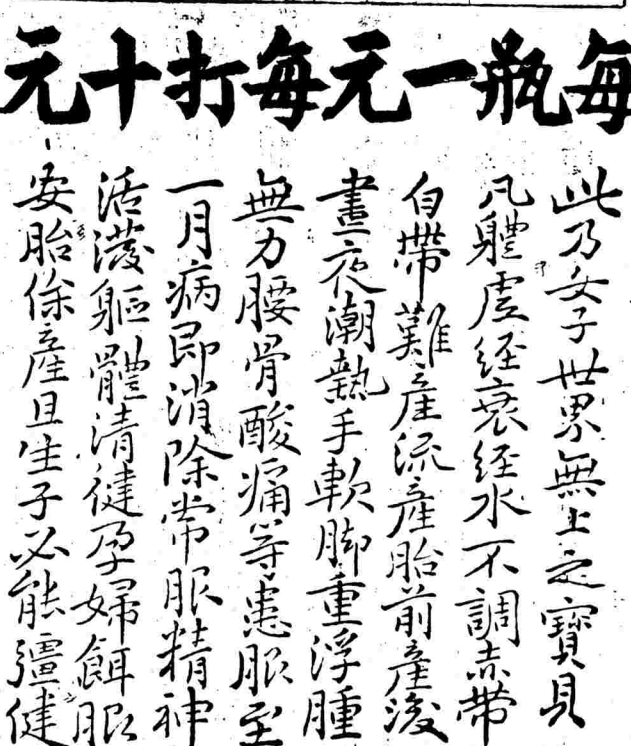 每瓶一元每打十元
此乃女子世界無上之寶貝
凡體虛經衰經水不調赤帶
白帶難產流產胎前產後
晝夜潮熱手軟脚重浮腫
無力腰骨酸痛等患服至
一月病即消除常服精神
活潑軀體清健孕婦餌服
安胎保產且生子必能彊健